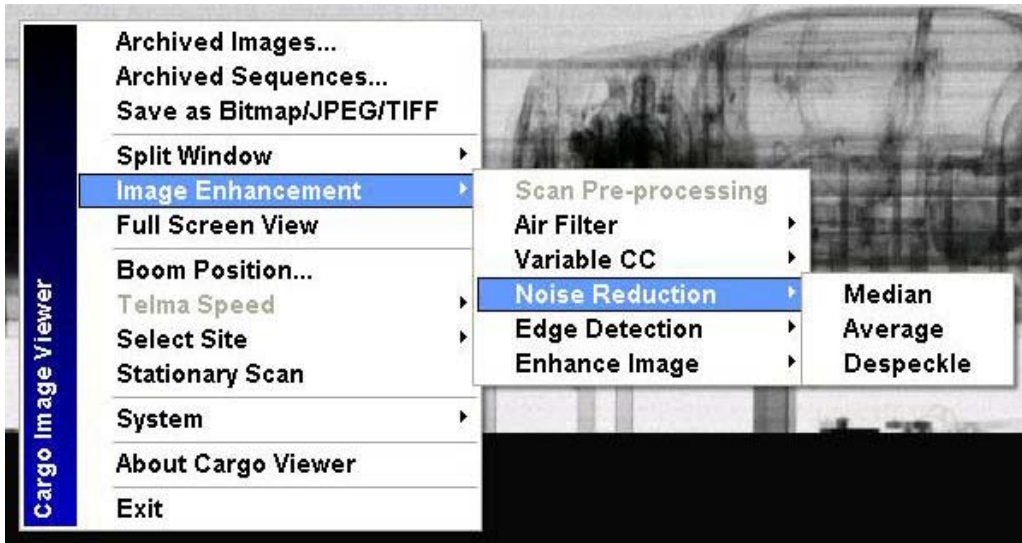 Cargo Image Viewer
Archived Images...
Archived Sequences...
Save as Bitmap/JPEG/TIFF
Split Window
Image Enhancement
Full Screen View
Boom Position...
Telma Speed
Select Site
Stationary Scan
System
About Cargo Viewer
Exit
Scan Pre-processing
Air Filter
Variable CC
Noise Reduction
Edge Detection
Enhance Image
Median
Average
Despeckle